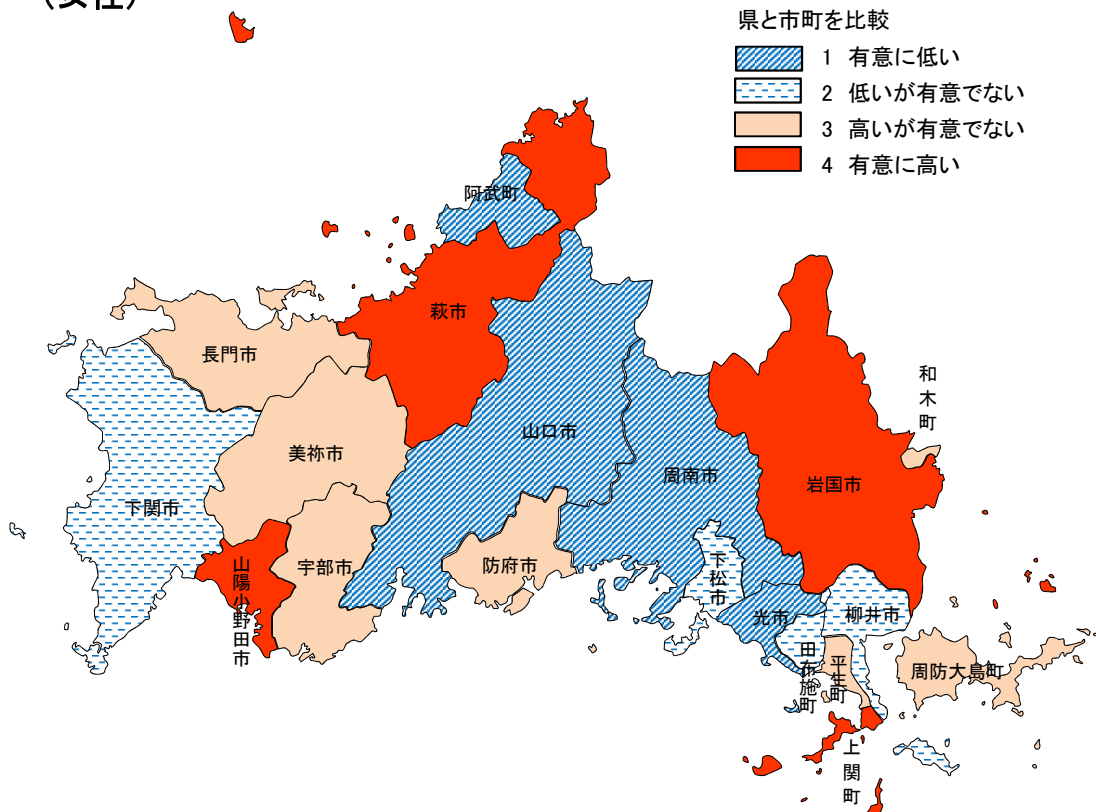 （女性）
県と市町を比較
1 有意に低い
2 低いが有意でない
3 高いが有意でない
4 有意に高い
阿武町
萩市
長門市
和木町
美祢市
山口市
周南市
岩国市
下関市
宇部市
防府市
下松市
山陽小野田市
光市
柳井市
田布施町
平生町
周防大島町
上関町